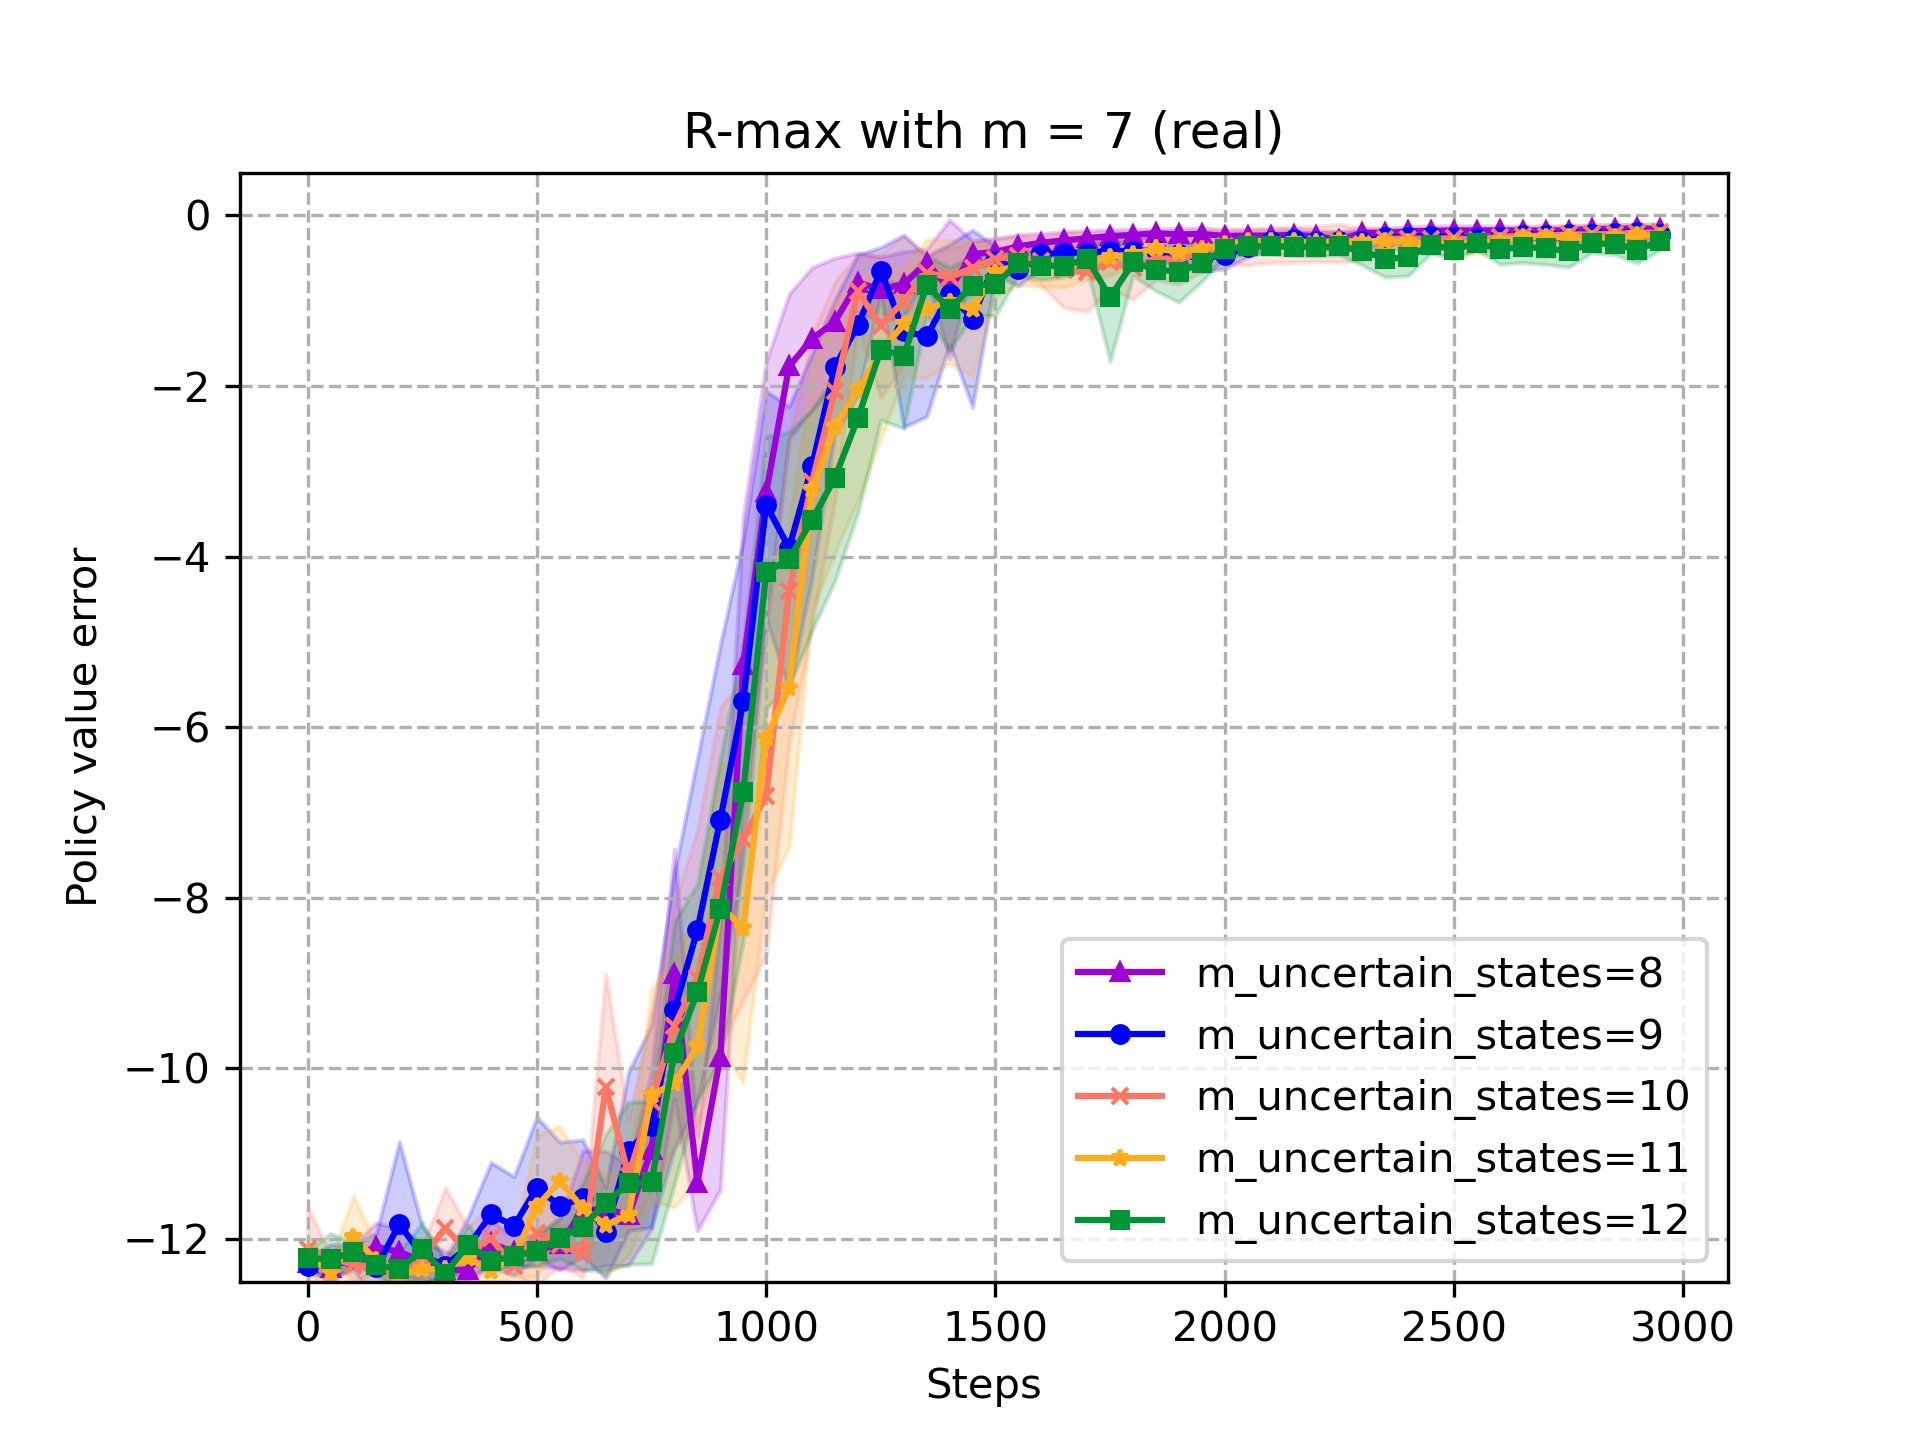 R-max with m = 7 (real)
0
−2
−4
−6
−8
−10
−12
Policy value error
m_uncertain_states=8
m_uncertain_states=9
m_uncertain_states=10
m_uncertain_states=11
m_uncertain_states=12
0 500 1000 1500 2000 2500 3000
Steps